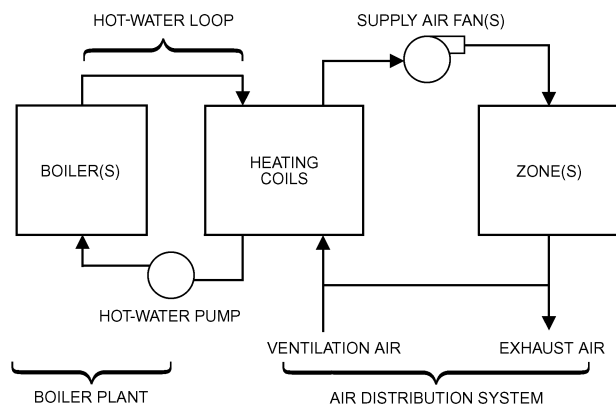 HOT-WATER LOOP
SUPPLY AIR FAN(S)
BOILER(S)
HEATING
COILS
ZONE(S)
HOT-WATER PUMP
VENTILATION AIR
EXHAUST AIR
BOILER PLANT
AIR DISTRIBUTION SYSTEM